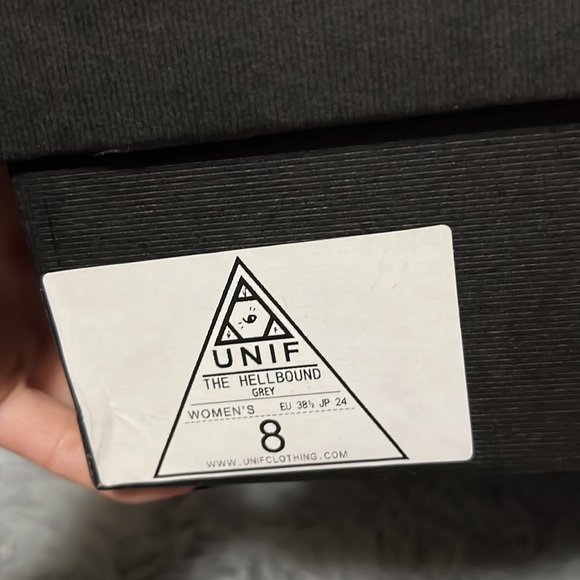 UNIF
THE HELLBOUND
GREY
WOMEN'S EU 38½ JP 24
8
WWW.UNIFCLOTHING.COM